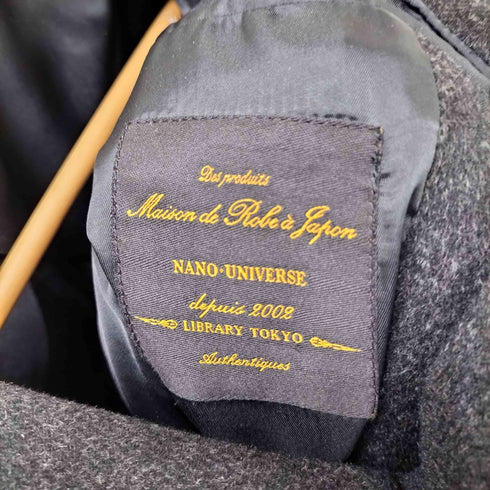 Des produits
Maison de Robe à Japon
NANO·UNIVERSE
depuis 2002
LIBRARY TOKYO
Authentiques